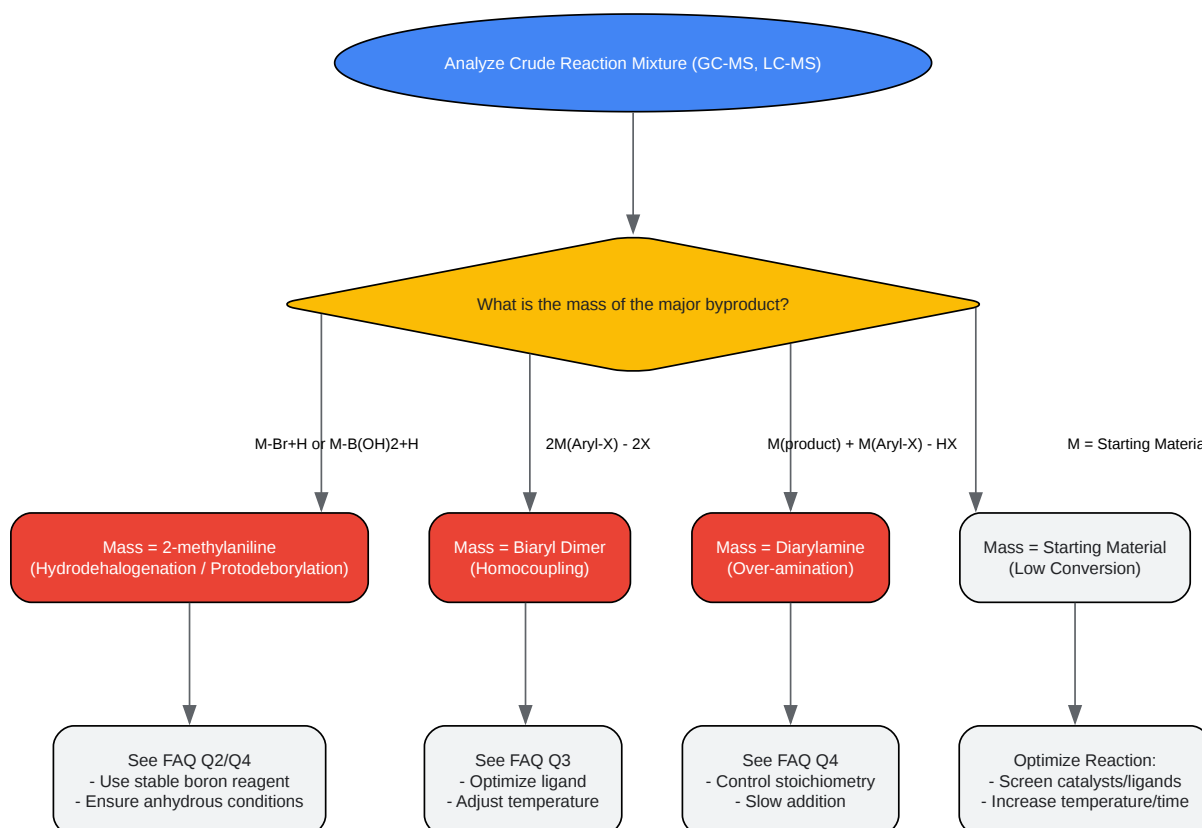 Analyze Crude Reaction Mixture (GC-MS, LC-MS)
What is the mass of the major byproduct?
M-Br+H or M-B(OH)2+H
2M(Aryl-X) - 2X
M(product) + M(Aryl-X) - HX
M = Starting Materia
Mass = 2-methylaniline
(Hydrodehalogenation / Protodeborylation)
Mass = Biaryl Dimer
(Homocoupling)
Mass = Diarylamine
(Over-amination)
Mass = Starting Material
(Low Conversion)
See FAQ Q2/Q4
- Use stable boron reagent
- Ensure anhydrous conditions
See FAQ Q3
- Optimize ligand
- Adjust temperature
See FAQ Q4
- Control stoichiometry
- Slow addition
Optimize Reaction:
- Screen catalysts/ligands
- Increase temperature/time